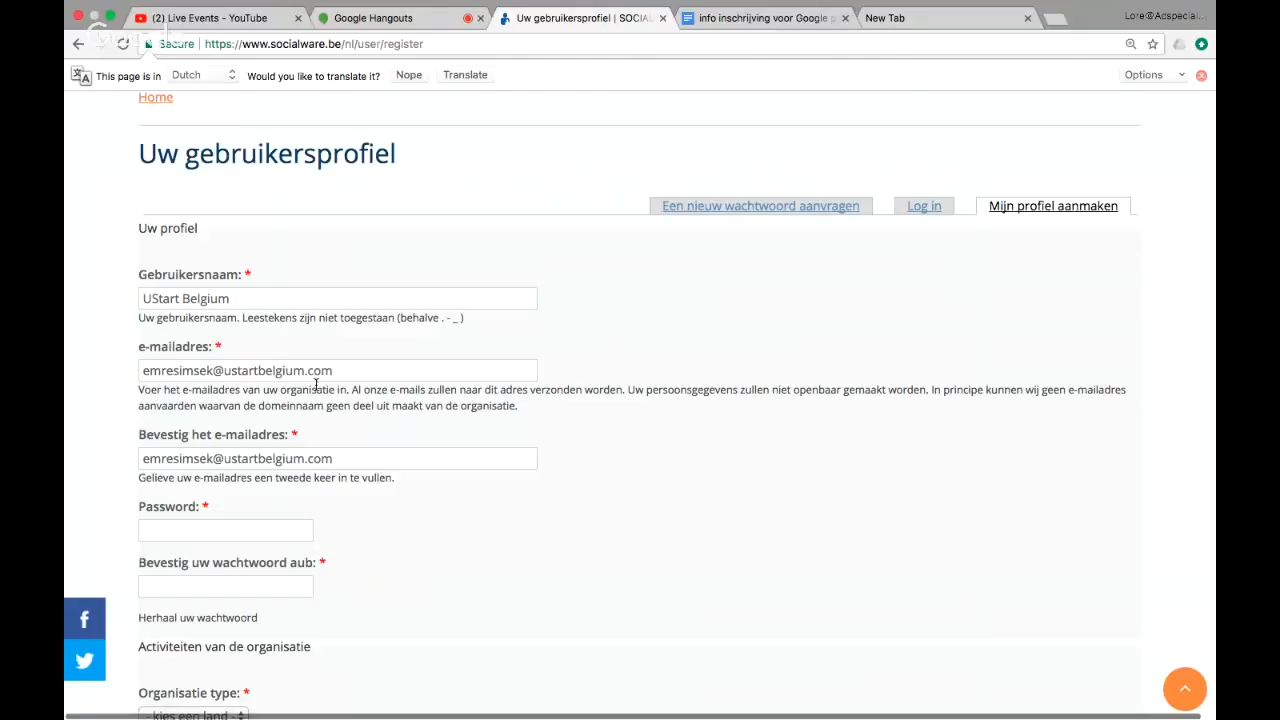 (2) Live Events - YouTube
Google Hangouts
Uw gebruikersprofiel | SOCIAL
info inschrijving voor Google
New Tab
Lore@Adspecial...
Secure | https://www.socialware.be/nl/user/register
This page is in Dutch Would you like to translate it? Nope Translate Options
Home
Uw gebruikersprofiel
Een nieuw wachtwoord aanvragen Log in Mijn profiel aanmaken
Uw profiel
Gebruikersnaam: *
UStart Belgium
Uw gebruikersnaam. Leestekens zijn niet toegestaan (behalve . - _ )
e-mailadres: *
emresimsek@ustartbelgium.com
Voer het e-mailadres van uw organisatie in. Al onze e-mails zullen naar dit adres verzonden worden. Uw persoonsgegevens zullen niet openbaar gemaakt worden. In principe kunnen wij geen e-mailadres
aanvaarden waarvan de domeinnaam geen deel uit maakt van de organisatie.
Bevestig het e-mailadres: *
emresimsek@ustartbelgium.com
Gelieve uw e-mailadres een tweede keer in te vullen.
Password: *
Bevestig uw wachtwoord aub: *
Herhaal uw wachtwoord
Activiteiten van de organisatie
Organisatie type: *
- kies een land -